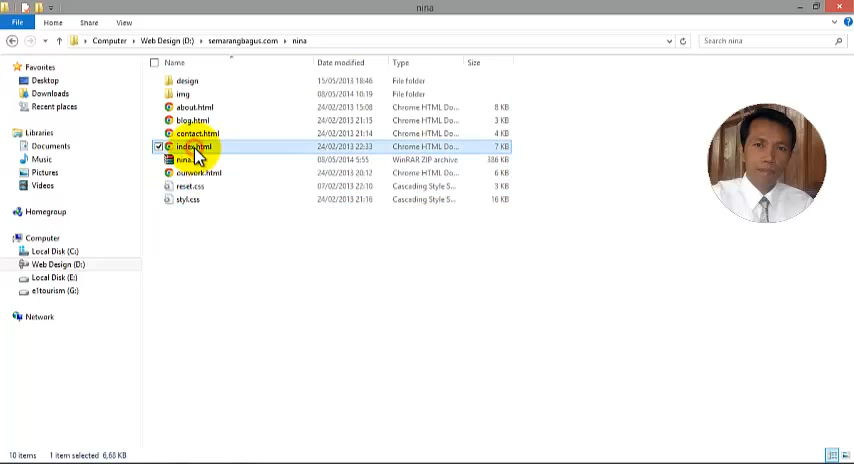 nina
File Home Share View
Computer Web Design (D:) semarangbagus.com nina Search nina
Name Date modified Type Size
Favorites
Desktop
Downloads
Recent places
Libraries
Documents
Music
Pictures
Videos
Homegroup
Computer
Local Disk (C:)
Web Design (D:)
Local Disk (E:)
e1tourism (G:)
Network
design 15/05/2013 18:46 File folder
img 08/05/2014 10:19 File folder
about.html 24/02/2013 15:08 Chrome HTML Do... 8 KB
blog.html 24/02/2013 21:15 Chrome HTML Do... 3 KB
contact.html 24/02/2013 21:14 Chrome HTML Do... 4 KB
index.html 24/02/2013 22:33 Chrome HTML Do... 7 KB
nina. 08/05/2014 5:55 WinRAR ZIP archive 386 KB
ourwork.html 24/02/2013 20:12 Chrome HTML Do... 6 KB
reset.css 07/02/2013 22:10 Cascading Style S... 3 KB
styl.css 24/02/2013 21:16 Cascading Style S... 16 KB
10 items 1 item selected 6,68 KB